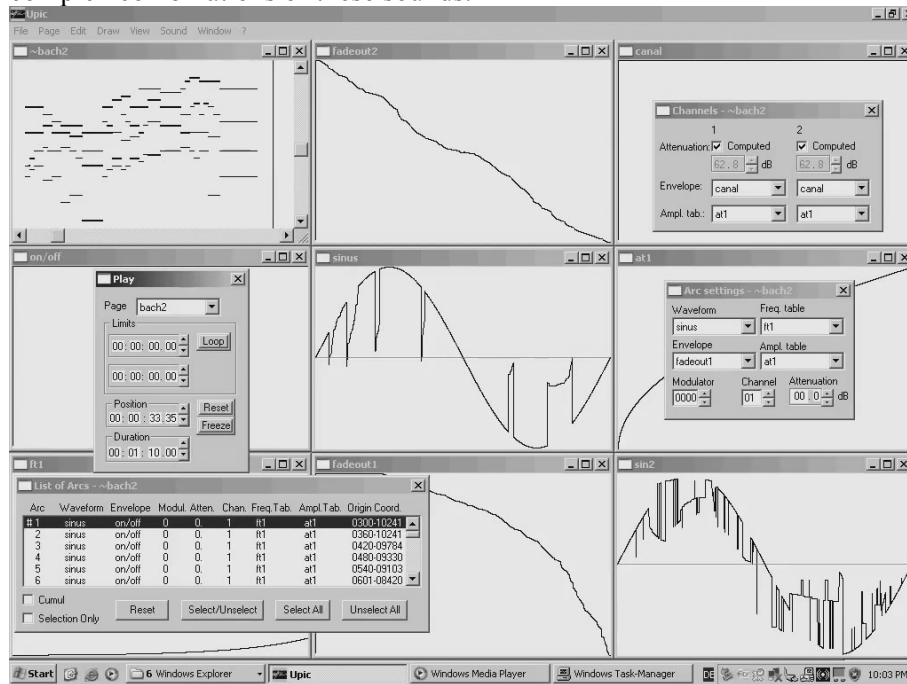 Upic
File Page Edit Draw View Sound Window ?
~bach2
fadeout2
canal
Channels - ~bach2
1 2
Attenuation: Computed Computed
62.8 dB 62.8 dB
Envelope: canal canal
Ampl. tab.: at1 at1
on/off
sinus
at1
Play
Page bach2
Limits
00: 00: 00, 00 Loop
00: 00: 00, 00
Position
00: 00 : 33, 35 Reset
Freeze
Duration
00 : 01 : 10, 00
Arc settings - ~bach2
Waveform Freq. table
sinus ft1
Envelope Ampl. table
fadeout1 at1
Modulator Channel Attenuation
0000 01 00 . 0 dB
ft1
fadeout1
sin2
List of Arcs - ~bach2
Arc Waveform Envelope Modul. Atten. Chan. Freq.Tab. Ampl.Tab. Origin Coord.
# 1 sinus on/off 0 0. 1 ft1 at1 0300-10241
2 sinus on/off 0 0. 1 ft1 at1 0360-10241
3 sinus on/off 0 0. 1 ft1 at1 0420-09784
4 sinus on/off 0 0. 1 ft1 at1 0480-09330
5 sinus on/off 0 0. 1 ft1 at1 0540-09103
6 sinus on/off 0 0. 1 ft1 at1 0601-08420
Cumul
Selection Only
Reset Select/Unselect Select All Unselect All
Start 6 Windows Explorer Upic Windows Media Player Windows Task-Manager DE 10:03 PM